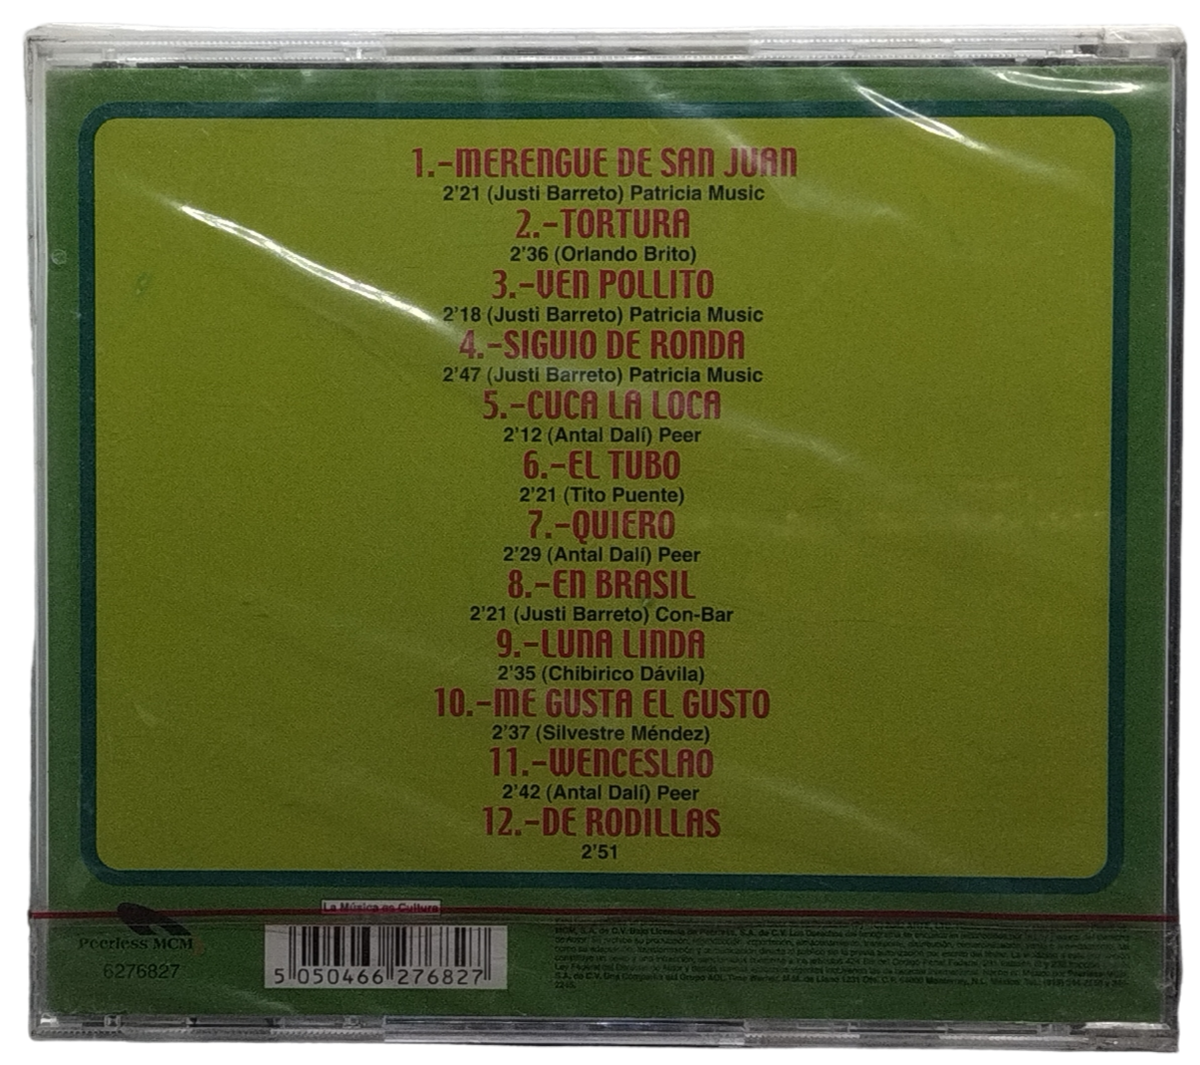 1.-MERENGUE DE SAN JUAN
2'21 (Justi Barreto) Patricia Music
2.-TORTURA
2'36 (Orlando Brito)
3.-VEN POLLITO
2'18 (Justi Barreto) Patricia Music
4.-SIGUIO DE RONDA
2'47 (Justi Barreto) Patricia Music
5.-CUCA LA LOCA
2'12 (Antal Dalí) Peer
6.-EL TUBO
2'21 (Tito Puente)
7.-QUIERO
2'29 (Antal Dalí) Peer
8.-EN BRASIL
2'21 (Justi Barreto) Con-Bar
9.-LUNA LINDA
2'35 (Chibirico Dávila)
10.-ME GUSTA EL GUSTO
2'37 (Silvestre Méndez)
11.-WENCESLAO
2'42 (Antal Dalí) Peer
12.-DE RODILLAS
2'51
La Música es Cultura
Peerless MCM
6276827
5 050466 276827